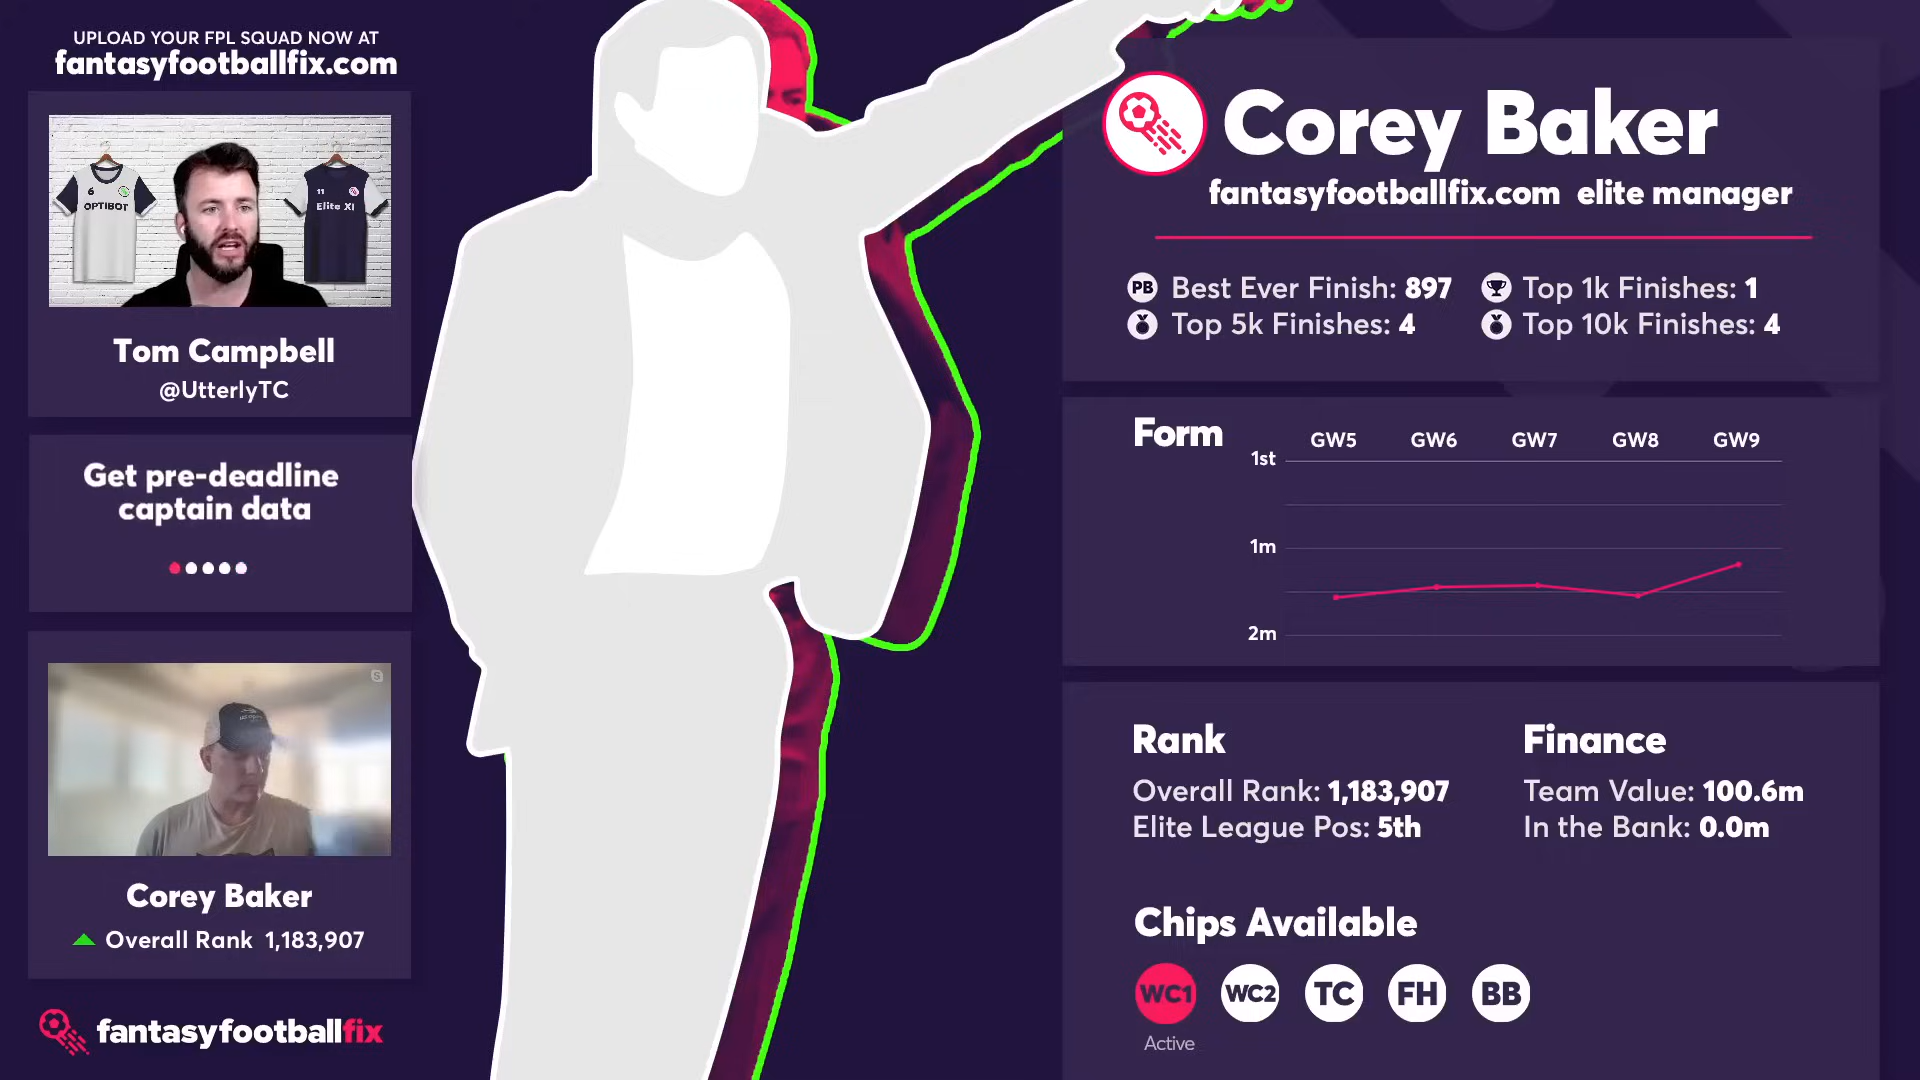 UPLOAD YOUR FPL SQUAD NOW AT
fantasyfootballfix.com
6
OPTIBOT
11
Elite XI
Tom Campbell
@UtterlyTC
Get pre-deadline
captain data
S
Corey Baker
Overall Rank 1,183,907
fantasyfootballfix
Corey Baker
fantasyfootballfix.com elite manager
PB Best Ever Finish: 897
Top 1k Finishes: 1
Top 5k Finishes: 4
Top 10k Finishes: 4
Form
GW5 GW6 GW7 GW8 GW9
1st
1m
2m
Rank
Overall Rank: 1,183,907
Elite League Pos: 5th
Finance
Team Value: 100.6m
In the Bank: 0.0m
Chips Available
WC1 WC2 TC FH BB
Active